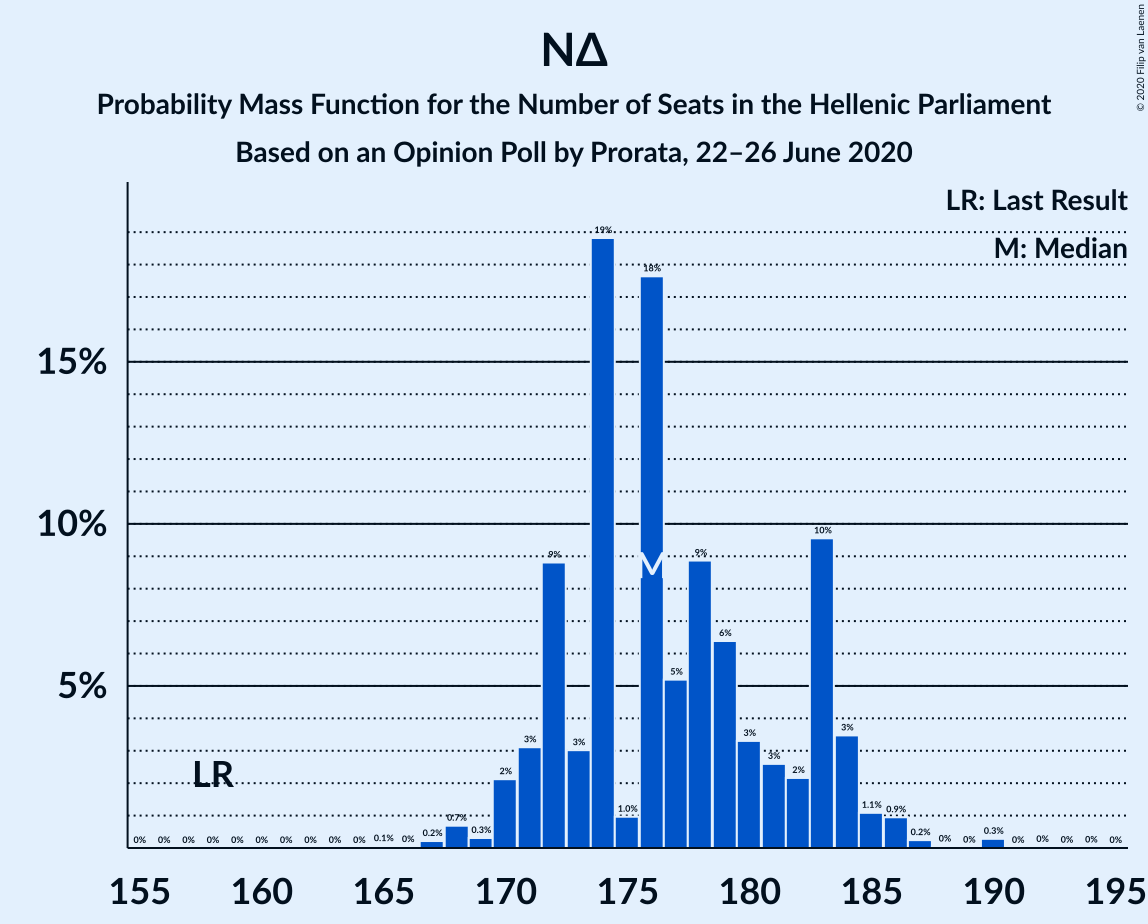 © 2020 Filip van Laenen
ΝΔ
Probability Mass Function for the Number of Seats in the Hellenic Parliament
Based on an Opinion Poll by Prorata, 22–26 June 2020
LR: Last Result
M: Median
15%
10%
5%
LR
M
0% 0% 0% 0% 0% 0% 0% 0% 0% 0% 0.1% 0% 0.2% 0.7% 0.3% 2% 3% 9% 3% 19% 1.0% 18% 5% 9% 6% 3% 3% 2% 10% 3% 1.1% 0.9% 0.2% 0% 0% 0.3% 0% 0% 0% 0% 0%
155 160 165 170 175 180 185 190 195